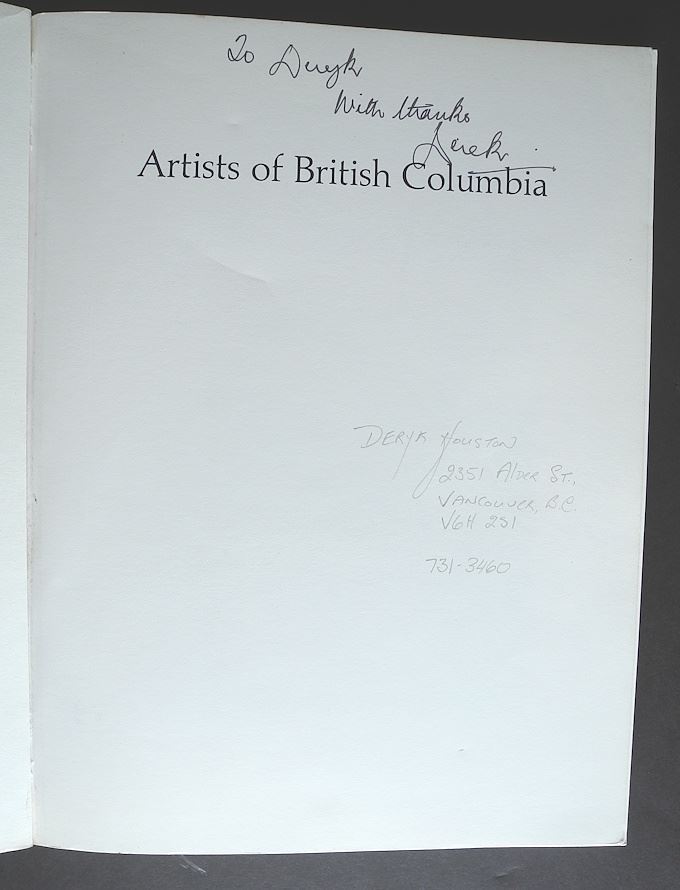 To Deryk
With thanks
Derek
Artists of British Columbia
DERYK HOUSTON
2351 Alder ST.,
VANCOUVER, B.C.
V6H 2S1
731-3460